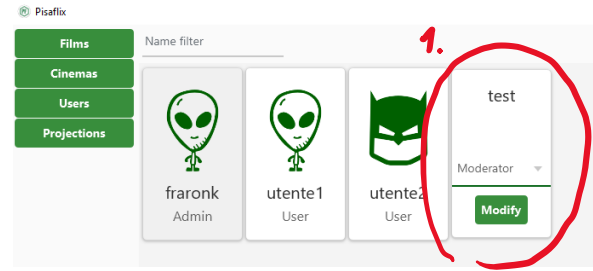 Pisaflix
Films
Cinemas
Users
Projections
Name filter
1.
fraronk
Admin
utente1
User
utente2
User
test
Moderator
Modify